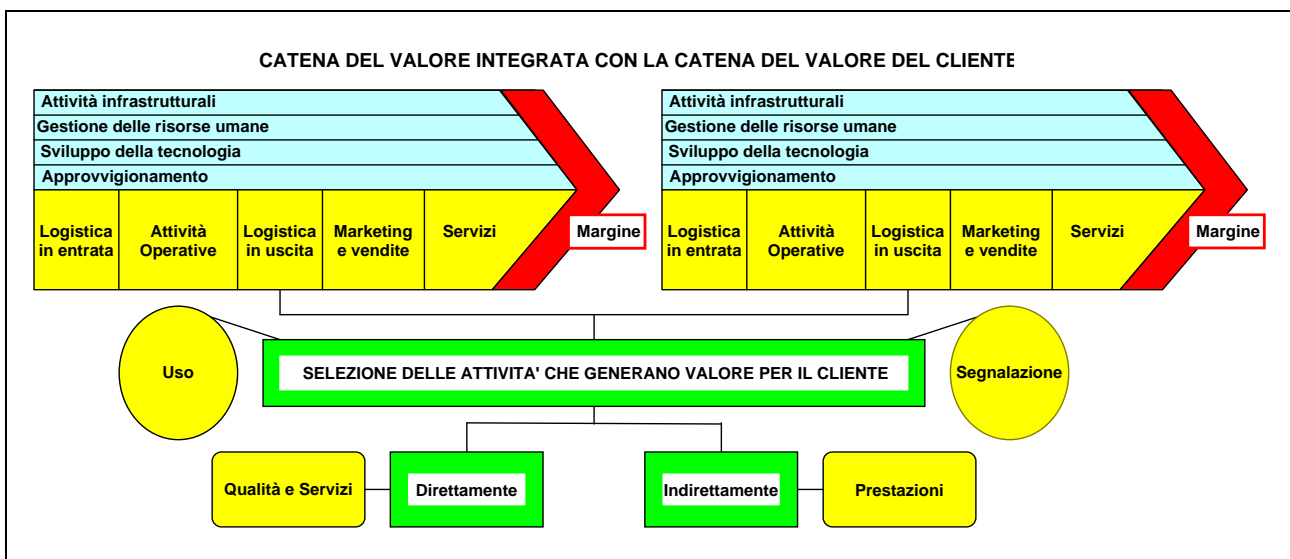 CATENA DEL VALORE INTEGRATA CON LA CATENA DEL VALORE DEL CLIENTE
Attività infrastrutturali
Gestione delle risorse umane
Sviluppo della tecnologia
Approvvigionamento
Logistica
in entrata
Attività
Operative
Logistica
in uscita
Marketing
e vendite
Servizi
Margine
Attività infrastrutturali
Gestione delle risorse umane
Sviluppo della tecnologia
Approvvigionamento
Logistica
in entrata
Attività
Operative
Logistica
in uscita
Marketing
e vendite
Servizi
Margine
Uso
SELEZIONE DELLE ATTIVITA' CHE GENERANO VALORE PER IL CLIENTE
Segnalazione
Qualità e Servizi
Direttamente
Indirettamente
Prestazioni